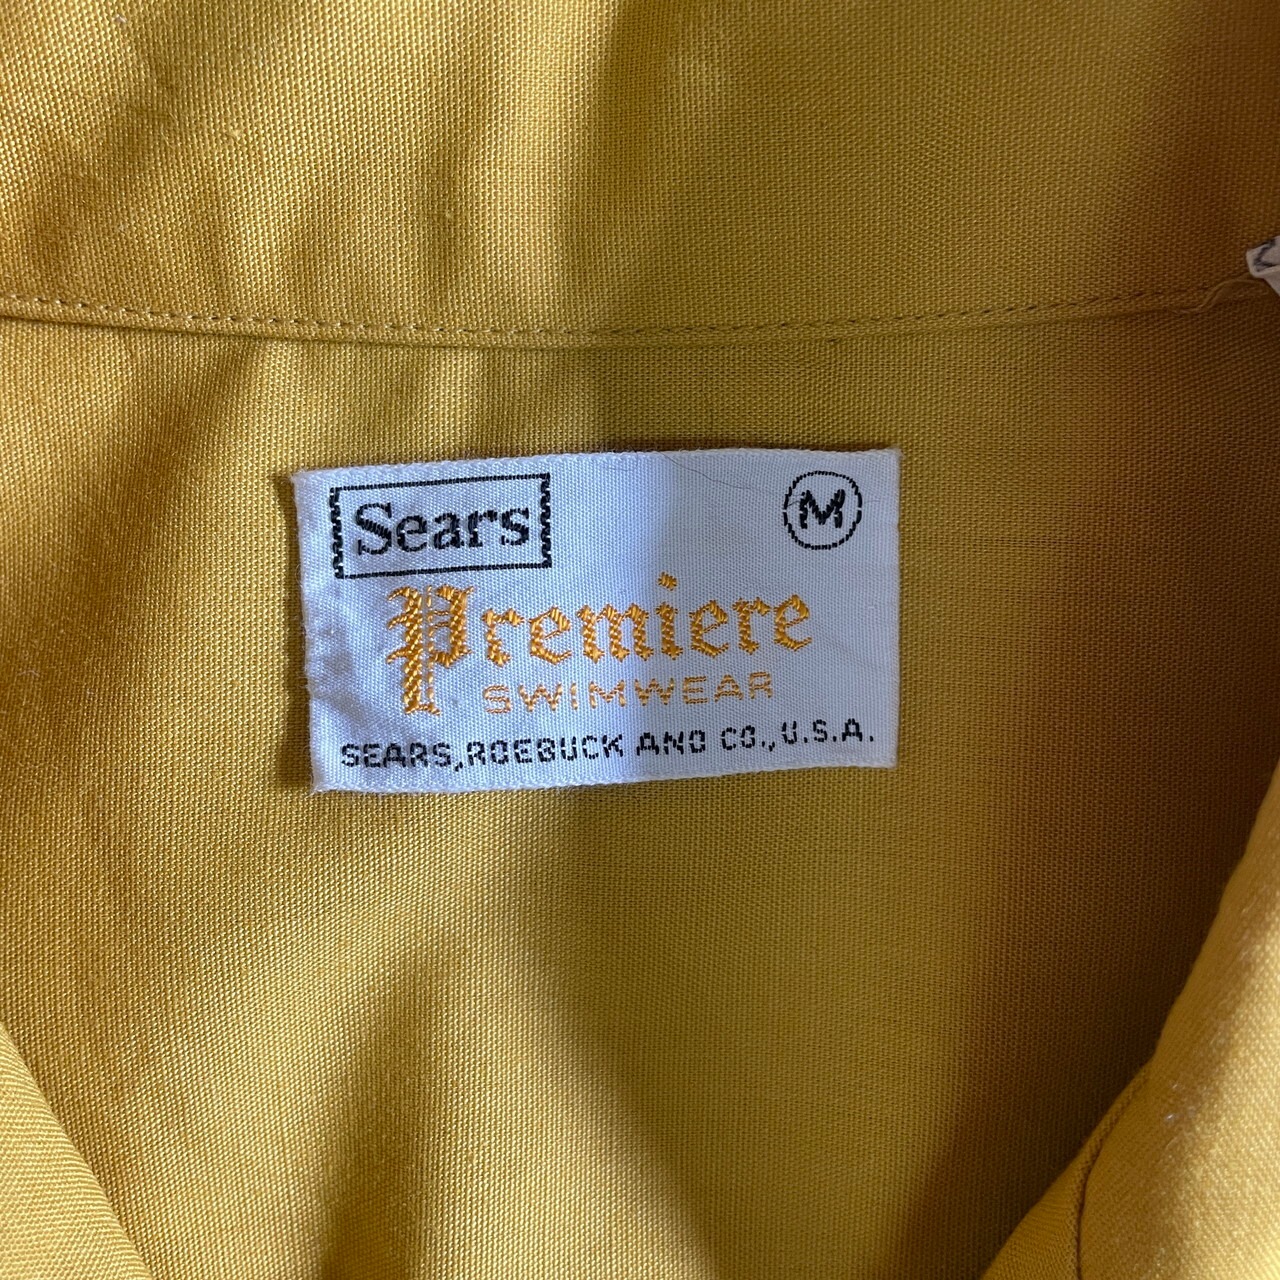 Sears M
Premiere
SWIMWEAR
SEARS,ROEBUCK AND CO.,U.S.A.